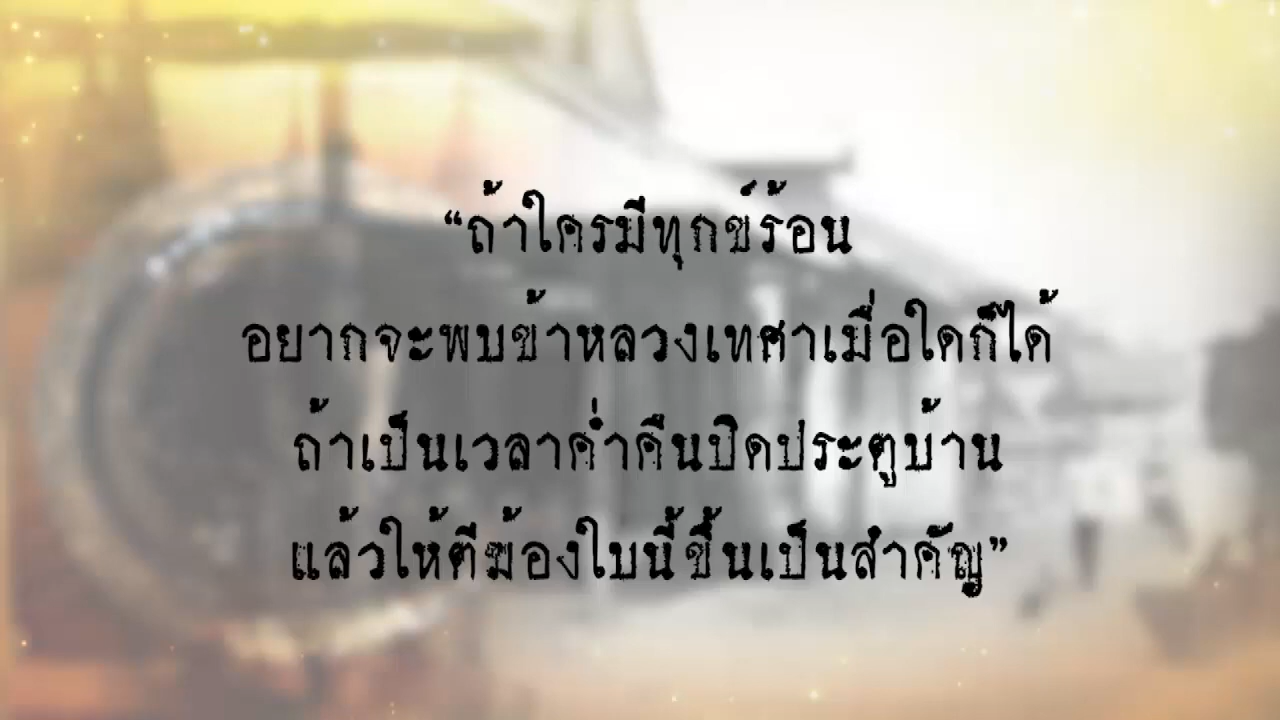 “ถ้าใครมีทุกข์ร้อน
อยากจะพบข้าหลวงเทศาเมื่อใดก็ได้
ถ้าเป็นเวลาค่ำคืนปิดประตูบ้าน
แล้วให้ตีฆ้องใบนี้ขึ้นเป็นสำคัญ”